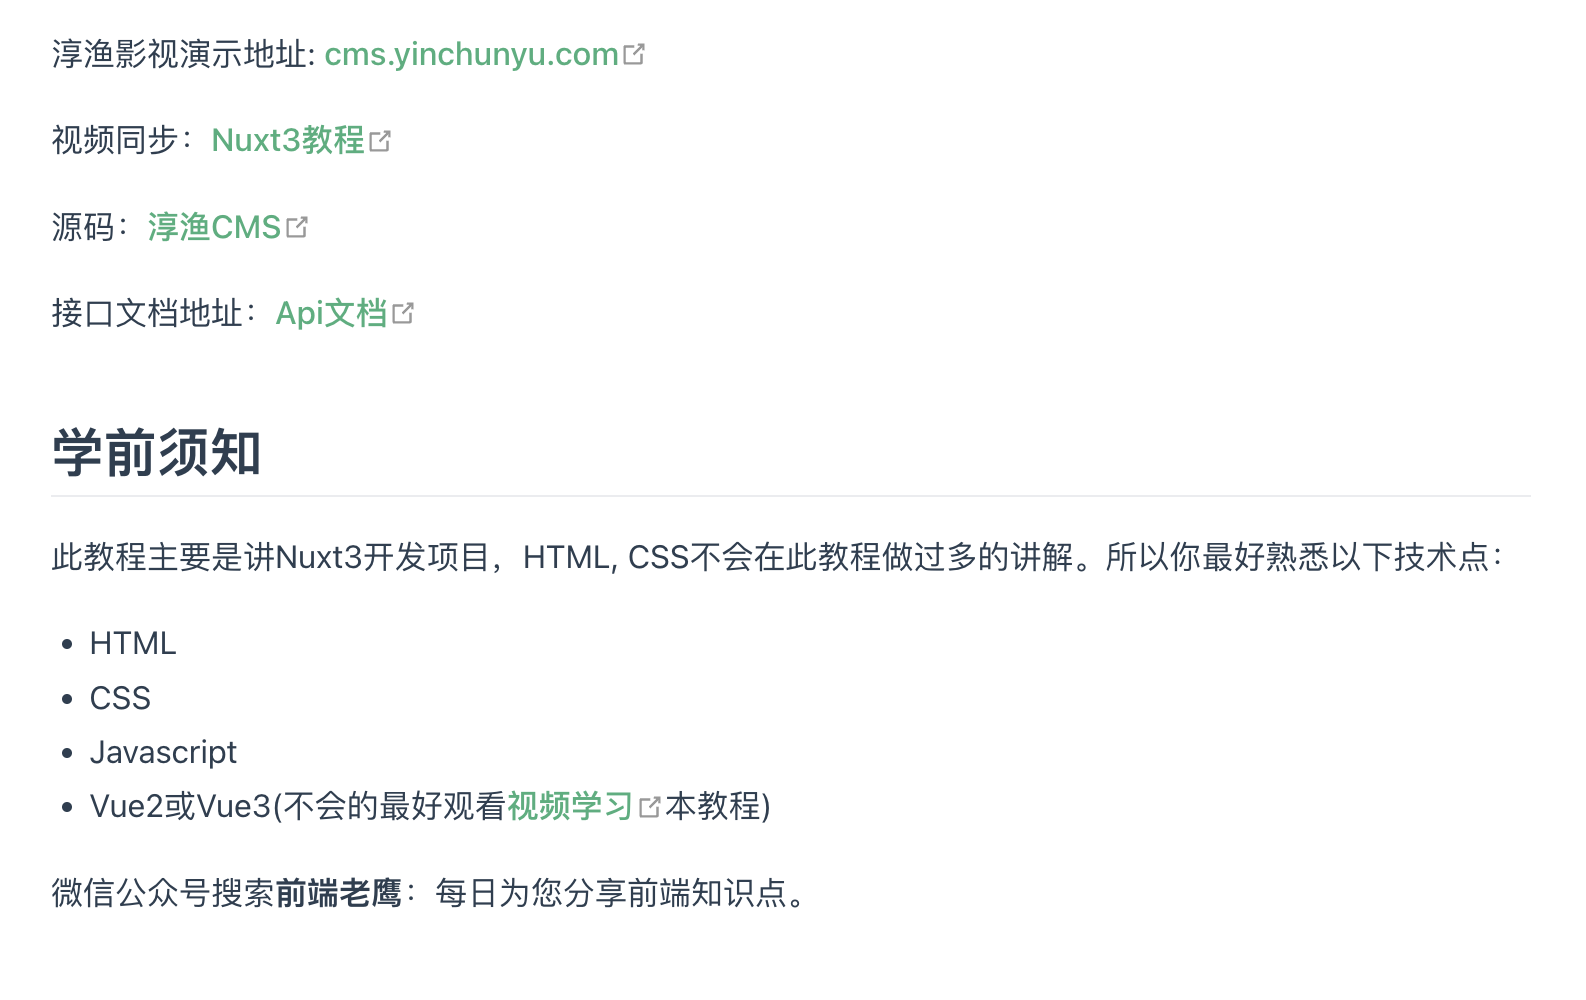 淳渔影视演示地址: cms.yinchunyu.com
视频同步：Nuxt3教程
源码：淳渔CMS
接口文档地址：Api文档
学前须知
此教程主要是讲Nuxt3开发项目，HTML, CSS不会在此教程做过多的讲解。所以你最好熟悉以下技术点：
• HTML
• CSS
• Javascript
• Vue2或Vue3(不会的最好观看视频学习本教程)
微信公众号搜索前端老鹰：每日为您分享前端知识点。